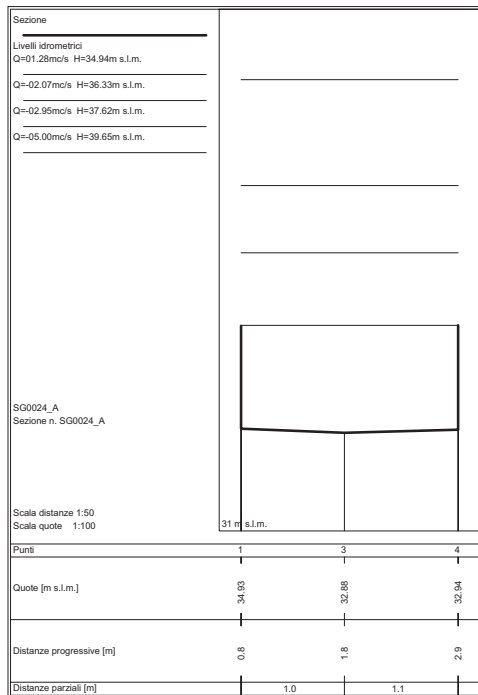 Sezione
Livelli idrometrici
Q=01.28mc/s H=34.94m s.l.m.
Q=-02.07mc/s H=36.33m s.l.m.
Q=-02.95mc/s H=37.62m s.l.m.
Q=-05.00mc/s H=39.65m s.l.m.
SG0024_A
Sezione n. SG0024_A
Scala distanze 1:50
Scala quote 1:100
31 m s.l.m.
Punti 1 3 4
Quote [m s.l.m.] 34.93 32.88 32.94
Distanze progressive [m] 0.8 1.8 2.9
Distanze parziali [m] 1.0 1.1